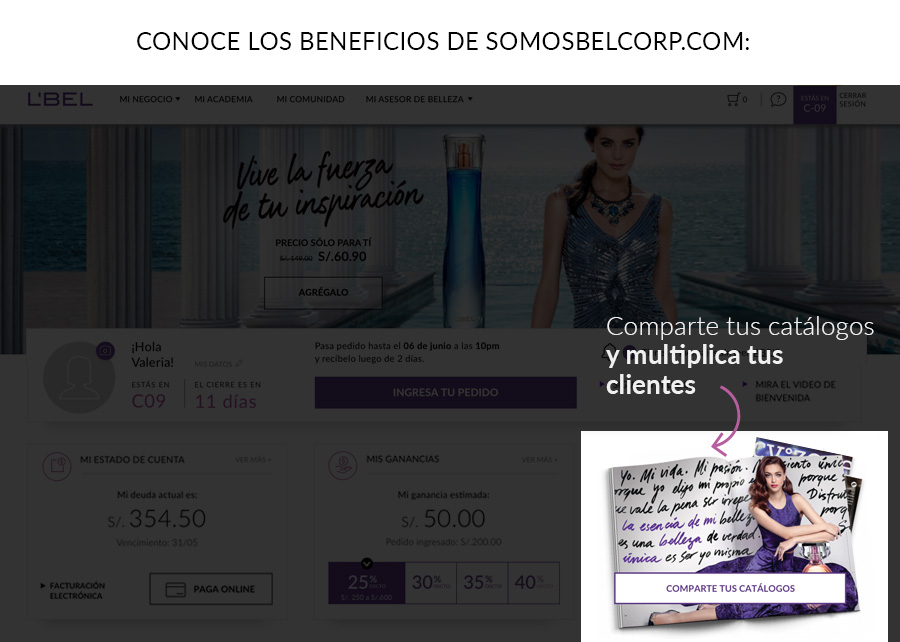 CONOCE LOS BENEFICIOS DE SOMOSBELCORP.COM:
L'BEL
MI NEGOCIO
MI ACADEMIA
MI COMUNIDAD
MI ASESOR DE BELLEZA
0
?
ESTÁS EN
C-09
CERRAR
SESIÓN
Vive la fuerza
de tu inspiración
PRECIO SÓLO PARA TÍ
S/. 148.00 S/.60.90
AGRÉGALO
¡Hola
Valeria!
MIS DATOS
ESTÁS EN
C09
EL CIERRE ES EN
11 días
Pasa pedido hasta el 06 de junio a las 10pm
y recíbelo luego de 2 días.
INGRESA TU PEDIDO
MIRA EL VIDEO DE
BIENVENIDA
Comparte tus catálogos
y multiplica tus
clientes
MI ESTADO DE CUENTA
VER MÁS +
Mi deuda actual es:
S/. 354.50
Vencimiento: 31/05
FACTURACIÓN
ELECTRÓNICA
PAGA ONLINE
MIS GANANCIAS
VER MÁS +
Mi ganancia estimada:
S/. 50.00
Pedido ingresado: S/.200.00
25%
S/. 250 a S/.600
30%
35%
40%
Yo. Mi vida. Mi pasión.
porque yo elijo mi propio
que vale la pena ser
la esencia de mi belleza
es una belleza de verdad.
única es ser yo misma
único
porque
Disfru
porq
COMPARTE TUS CATÁLOGOS